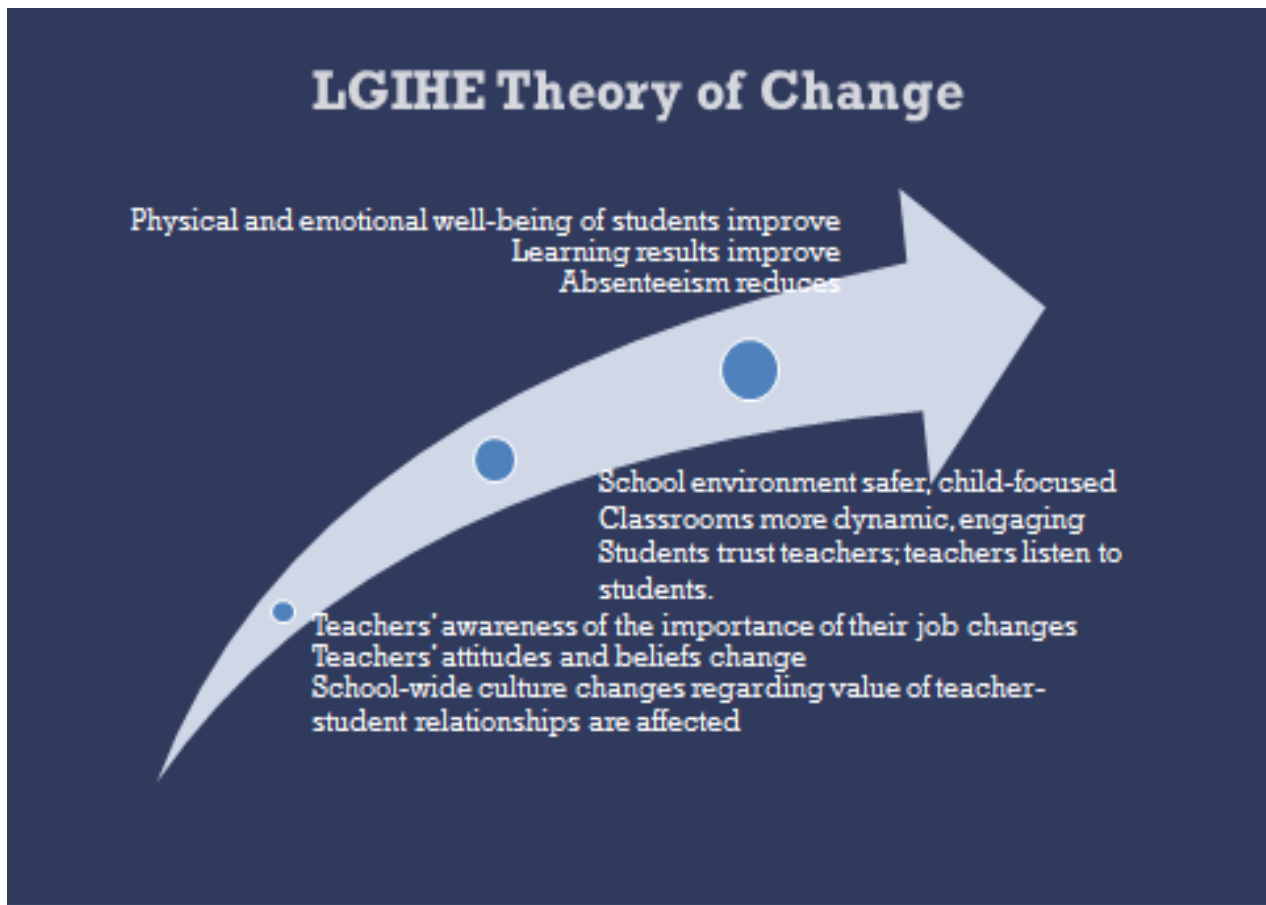 LGIHE Theory of Change
Physical and emotional well-being of students improve
Learning results improve
Absenteeism reduces
School environment safer, child-focused
Classrooms more dynamic, engaging
Students trust teachers; teachers listen to
students.
Teachers' awareness of the importance of their job changes
Teachers' attitudes and beliefs change
School-wide culture changes regarding value of teacher-
student relationships are affected